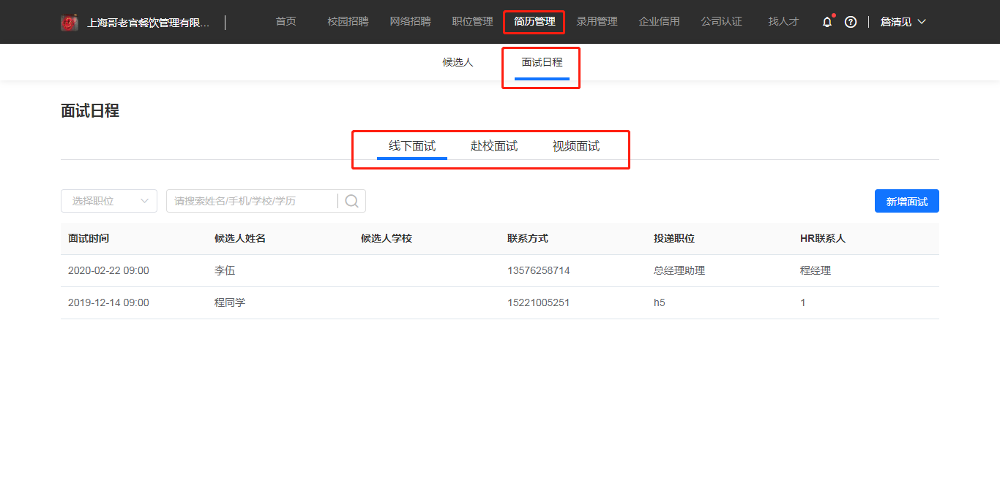 上海哥老官餐饮管理有限... 首页 校园招聘 网络招聘 职位管理 简历管理 录用管理 企业信用 公司认证 找人才 詹清见
候选人 面试日程
面试日程
线下面试 赴校面试 视频面试
选择职位 请搜索姓名/手机/学校/学历 新增面试
面试时间 候选人姓名 候选人学校 联系方式 投递职位 HR联系人
2020-02-22 09:00 李伍 13576258714 总经理助理 程经理
2019-12-14 09:00 程同学 15221005251 h5 1